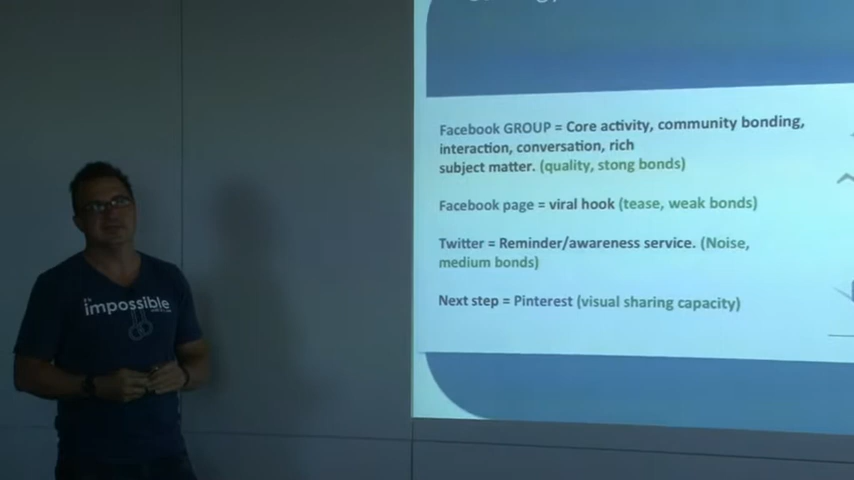 impossible
Facebook GROUP = Core activity, community bonding,
interaction, conversation, rich
subject matter. (quality, stong bonds)
Facebook page = viral hook (tease, weak bonds)
Twitter = Reminder/awareness service. (Noise,
medium bonds)
Next step = Pinterest (visual sharing capacity)